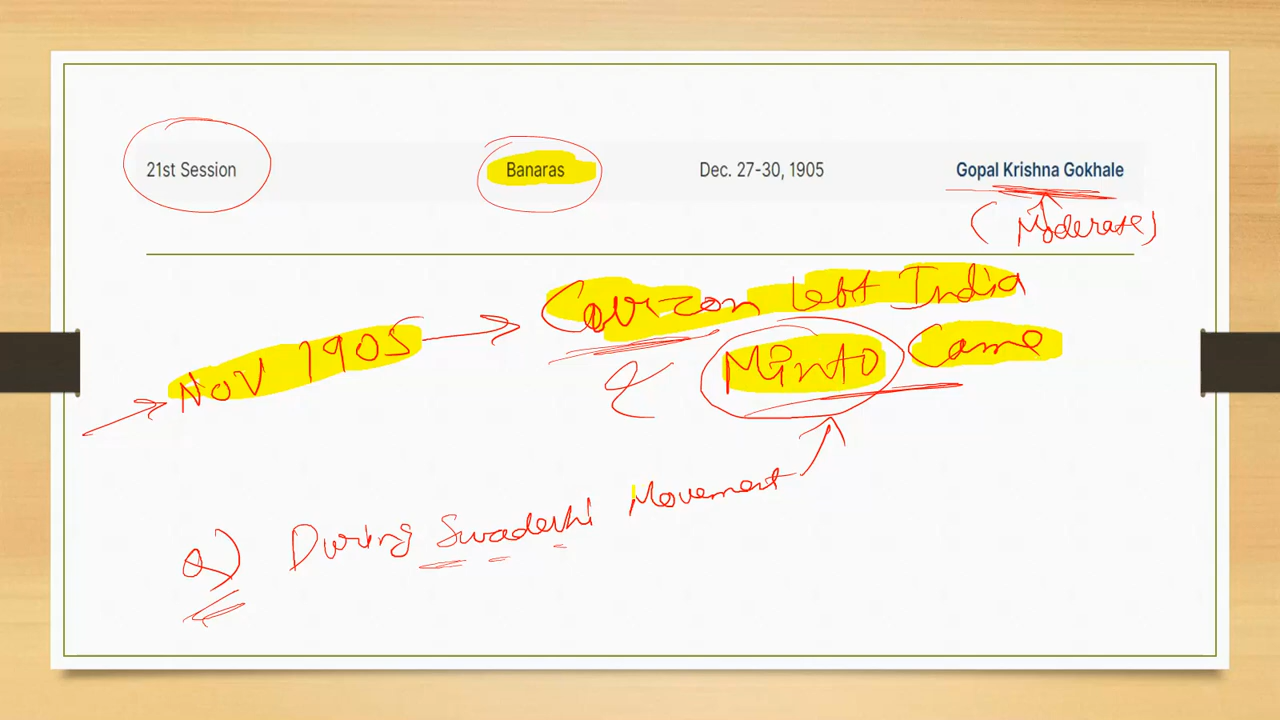 21st Session Banaras Dec. 27-30, 1905 Gopal Krishna Gokhale
(Moderate)
Nov 1905 → Courzon left India
& Minto Came
Q) During Swadeshi Movement